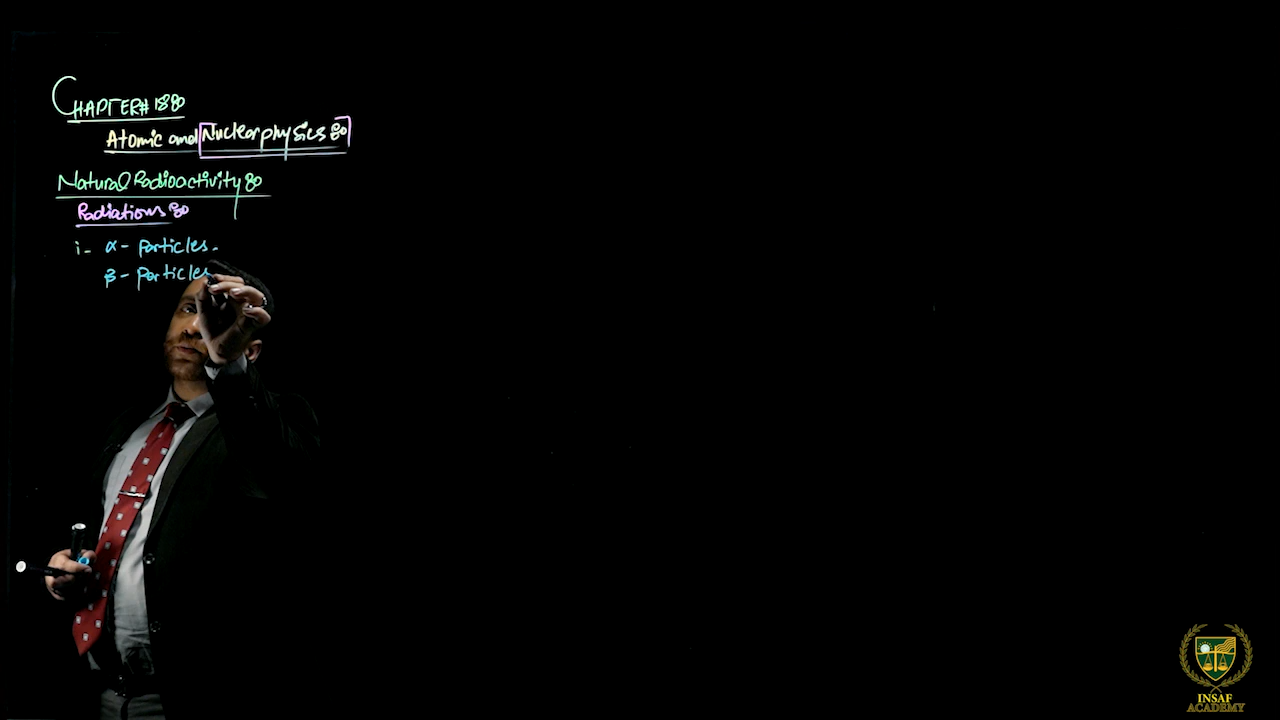 CHAPTER# 18:
Atomic and Nuclear physics:
Natural Radioactivity:
Radiations:
i- α- particles.
β- particles
INSAF
ACADEMY